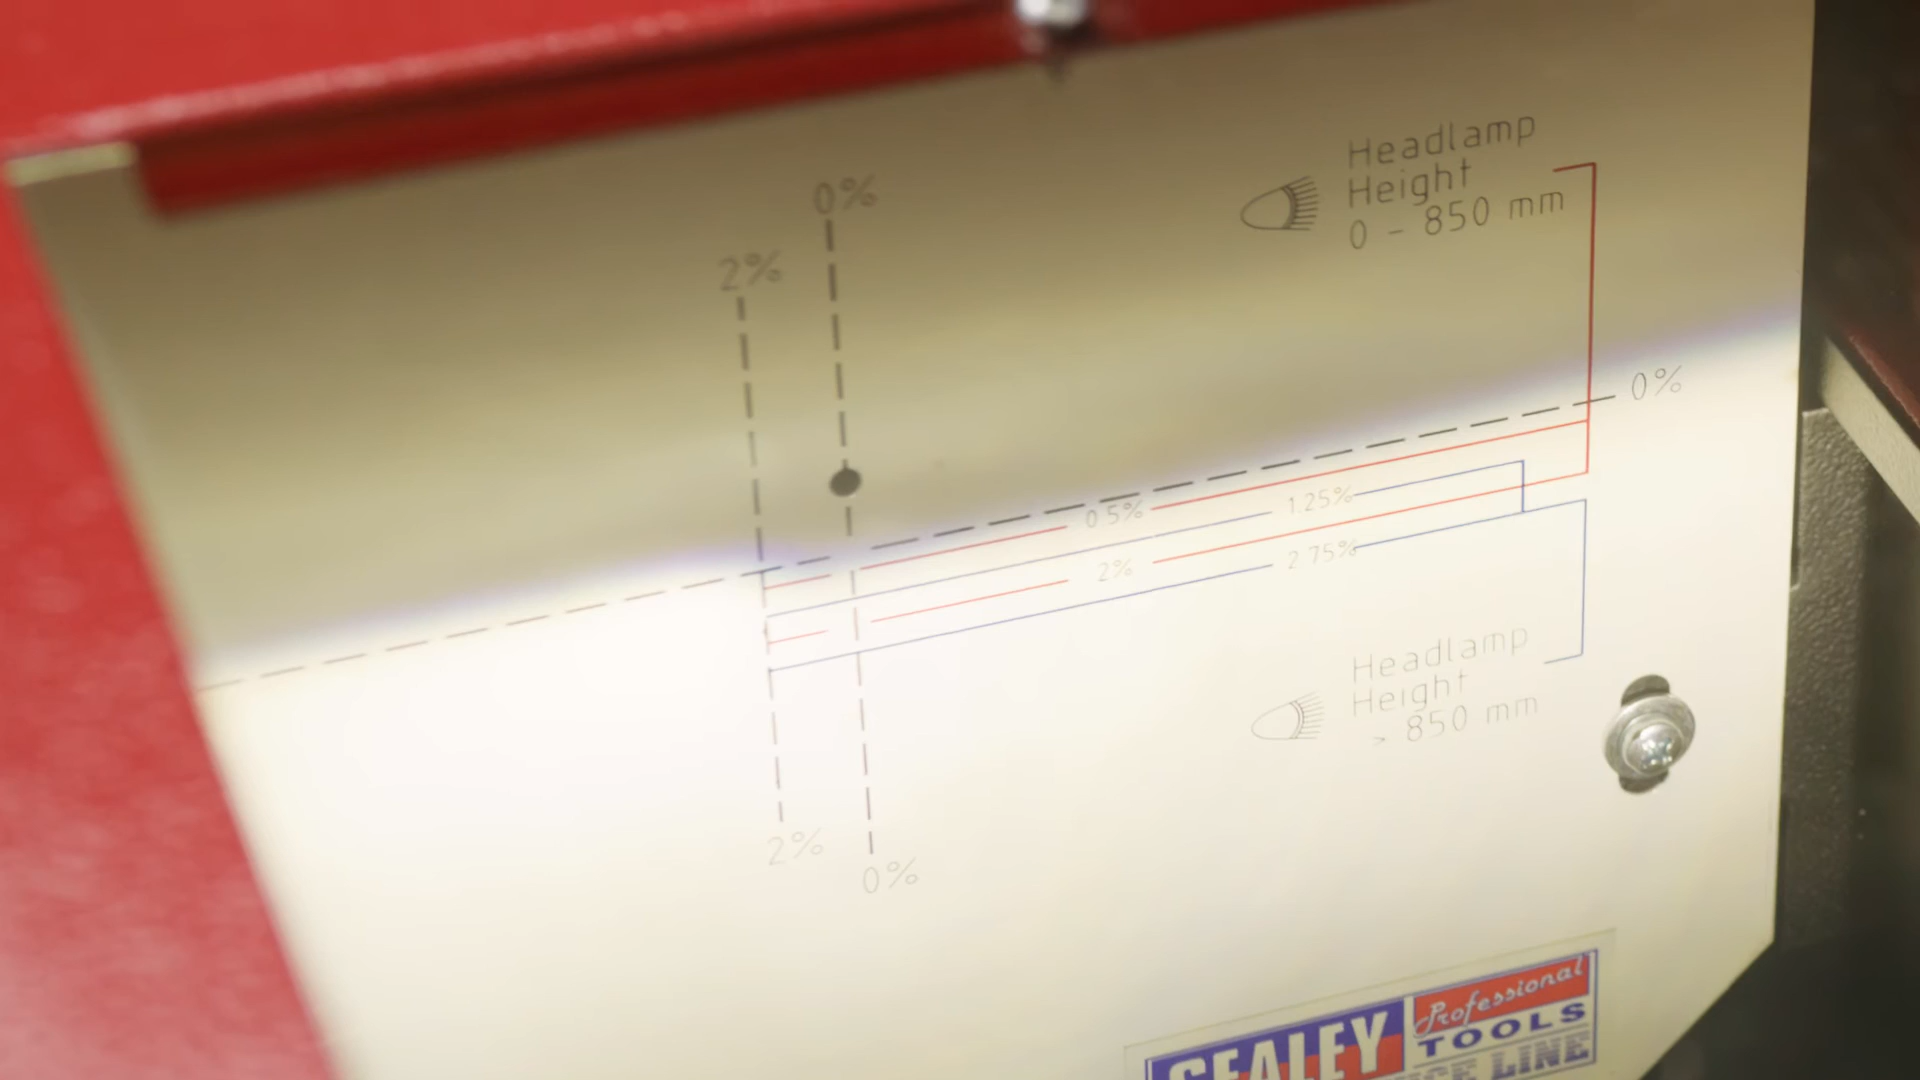 0%
2%
Headlamp
Height
0 - 850 mm
0%
0.5%
1.25%
2%
2.75%
Headlamp
Height
> 850 mm
2%
0%
SEALEY
Professional
TOOLS
LINE